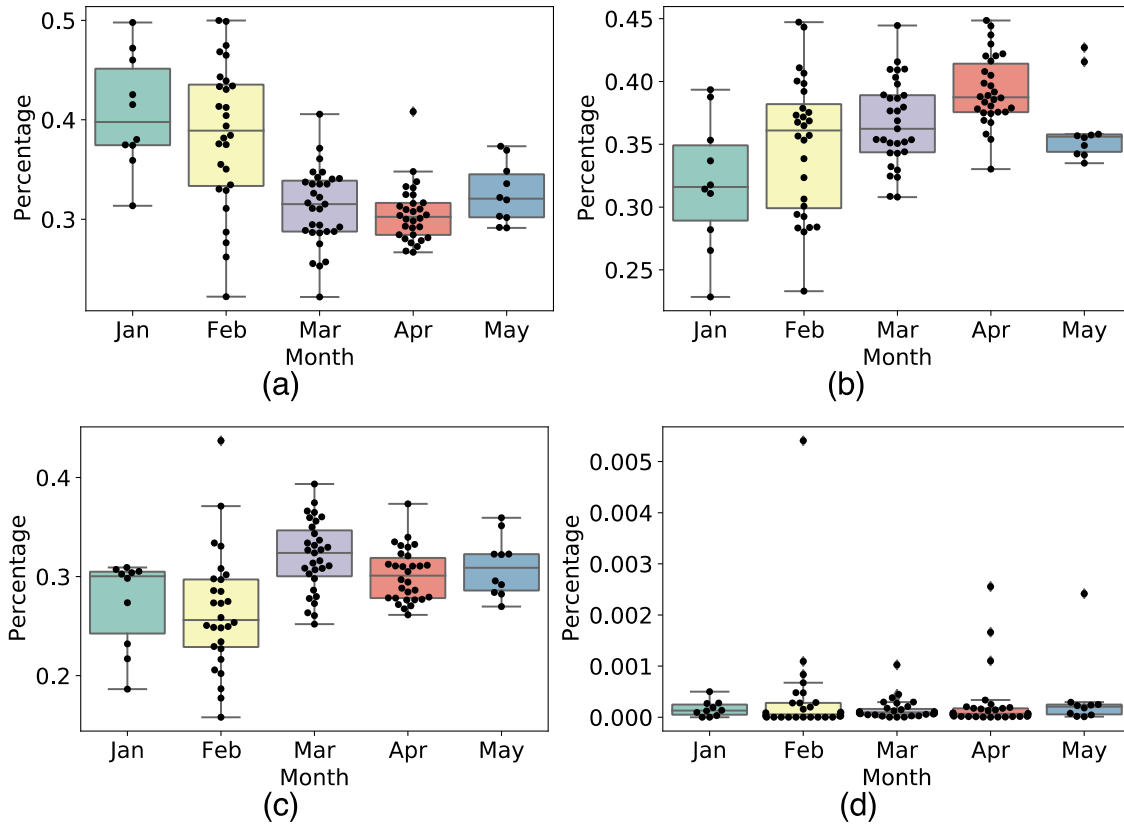 0.5
0.4
0.3
Percentage
Jan Feb Mar Apr May
Month
(a)
0.45
0.40
0.35
0.30
0.25
Percentage
Jan Feb Mar Apr May
Month
(b)
0.4
0.3
0.2
Percentage
Jan Feb Mar Apr May
Month
(c)
0.005
0.004
0.003
0.002
0.001
0.000
Percentage
Jan Feb Mar Apr May
Month
(d)